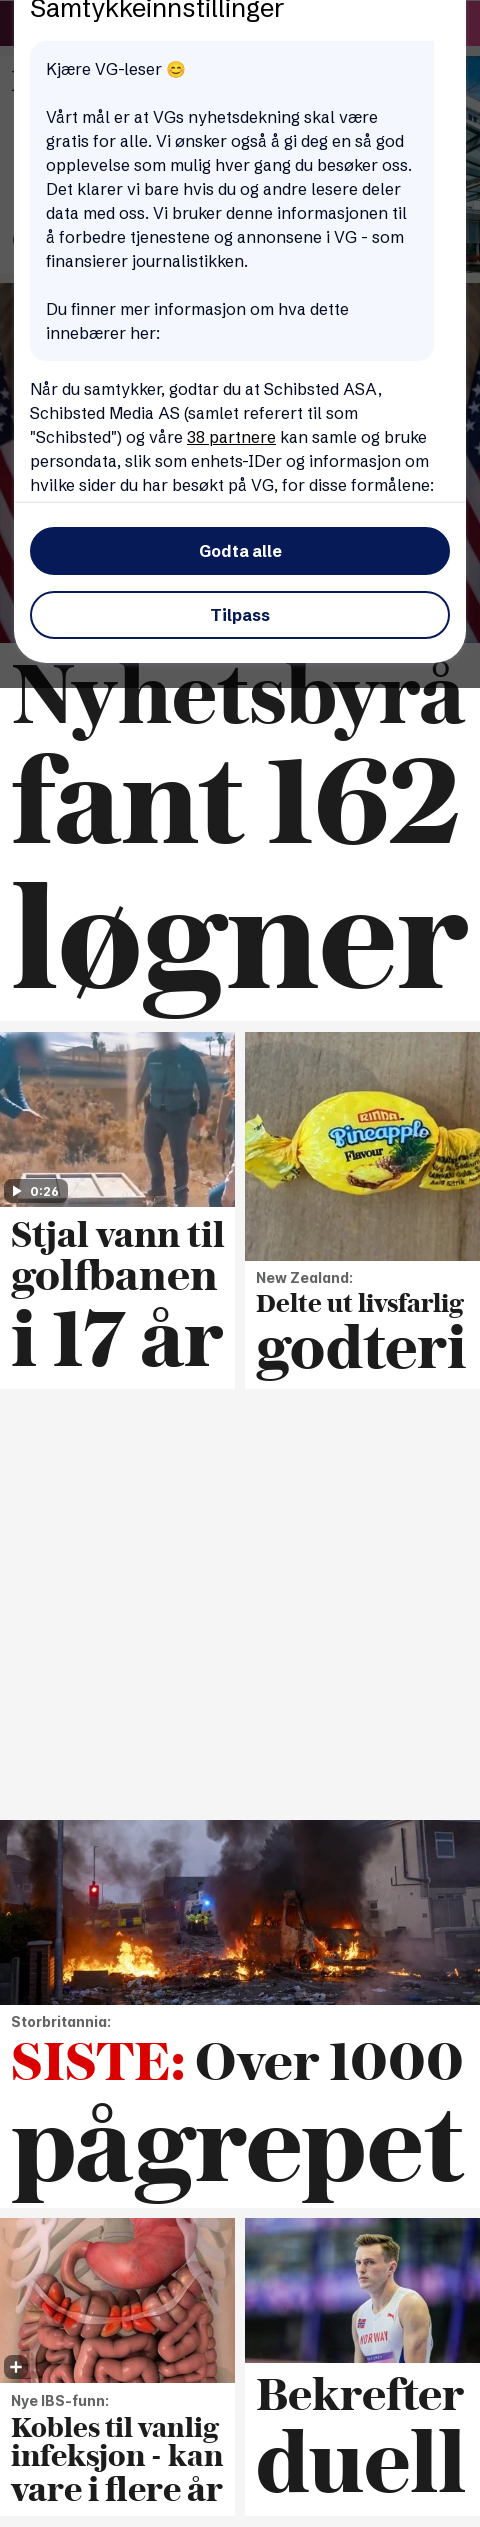 Samtykkeinnstillinger
Kjære VG-leser 😊
Vårt mål er at VGs nyhetsdekning skal være
gratis for alle. Vi ønsker også å gi deg en så god
opplevelse som mulig hver gang du besøker oss.
Det klarer vi bare hvis du og andre lesere deler
data med oss. Vi bruker denne informasjonen til
å forbedre tjenestene og annonsene i VG - som
finansierer journalistikken.
Du finner mer informasjon om hva dette
innebærer her:
Når du samtykker, godtar du at Schibsted ASA,
Schibsted Media AS (samlet referert til som
"Schibsted") og våre 38 partnere kan samle og bruke
persondata, slik som enhets-IDer og informasjon om
hvilke sider du har besøkt på VG, for disse formålene:
Godta alle
Tilpass
Nyhetsbyrå
fant 162
løgner
0:26
Stjal vann til
golfbanen
i 17 år
RINDA
Pineapple
Flavour
New Zealand:
Delte ut livsfarlig
godteri
Storbritannia:
SISTE: Over 1000
pågrepet
Nye IBS-funn:
Kobles til vanlig
infeksjon - kan
vare i flere år
NORWAY
Bekrefter
duell